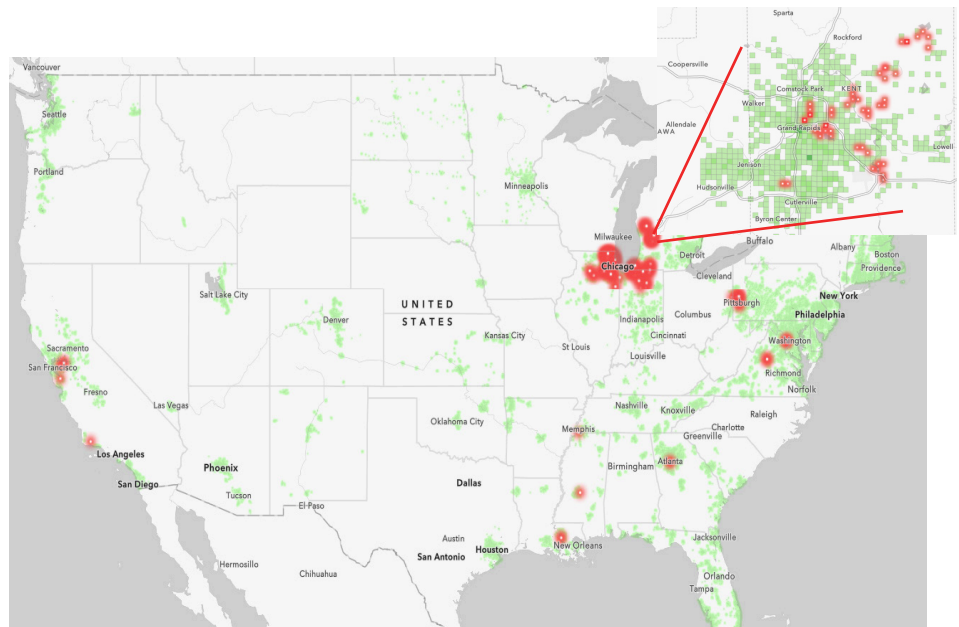 Sparta
Rockford
Coopersville
Comstock Park
KENT
Walker
Allendale
AWA
Grand Rapids
Lowell
Jenison
Hudsonville
Cutlerville
Byron Center
Vancouver
Seattle
Portland
Minneapolis
Milwaukee
Buffalo
Albany
Boston
Providence
Detroit
Chicago
Cleveland
Salt Lake City
Pittsburgh
New York
UNITED
STATES
Denver
Indianapolis
Columbus
Philadelphia
Kansas City
Cincinnati
Washington
Sacramento
St Louis
Louisville
San Francisco
Richmond
Fresno
Norfolk
Las Vegas
Nashville
Knoxville
Raleigh
Oklahoma City
Memphis
Charlotte
Greenville
Los Angeles
Atlanta
Phoenix
Birmingham
San Diego
Dallas
Tucson
El Paso
Austin
Jacksonville
Houston
New Orleans
San Antonio
Hermosillo
Chihuahua
Orlando
Tampa